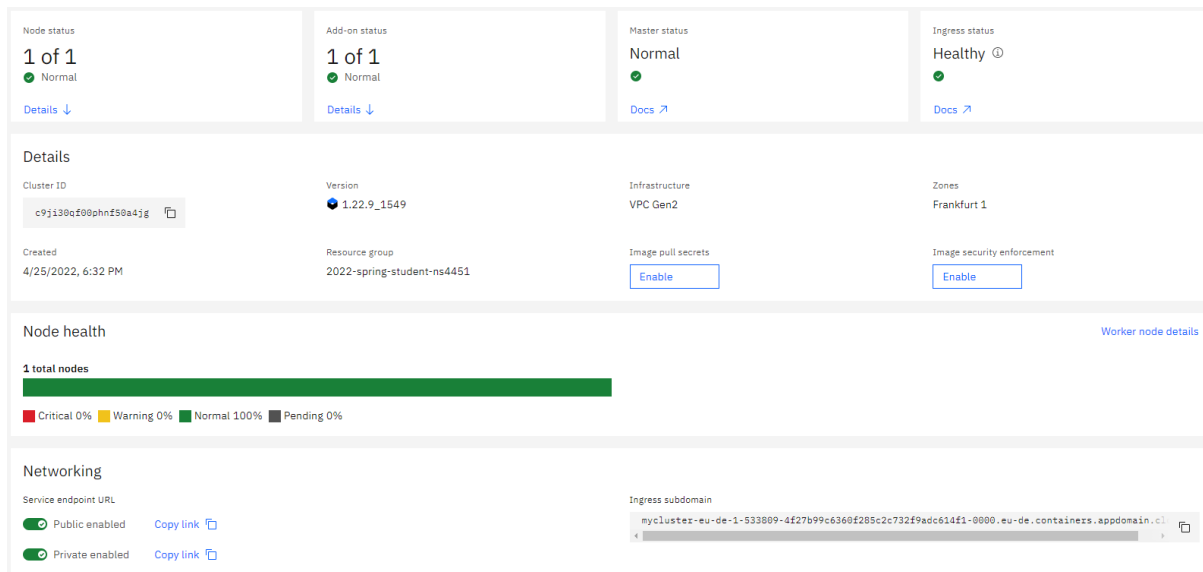 Node status
1 of 1
Normal
Details
Add-on status
1 of 1
Normal
Details
Master status
Normal
Docs
Ingress status
Healthy
Docs
Details
Cluster ID
c9ji30qf00phnf50a4jg
Version
1.22.9_1549
Infrastructure
VPC Gen2
Zones
Frankfurt 1
Created
4/25/2022, 6:32 PM
Resource group
2022-spring-student-ns4451
Image pull secrets
Enable
Image security enforcement
Enable
Node health
Worker node details
1 total nodes
Critical 0% Warning 0% Normal 100% Pending 0%
Networking
Service endpoint URL
Public enabled Copy link
Private enabled Copy link
Ingress subdomain
mycluster-eu-de-1-533809-4f27b99c6360f285c2c732f9adc614f1-0000.eu-de.containers.appdomain.cl